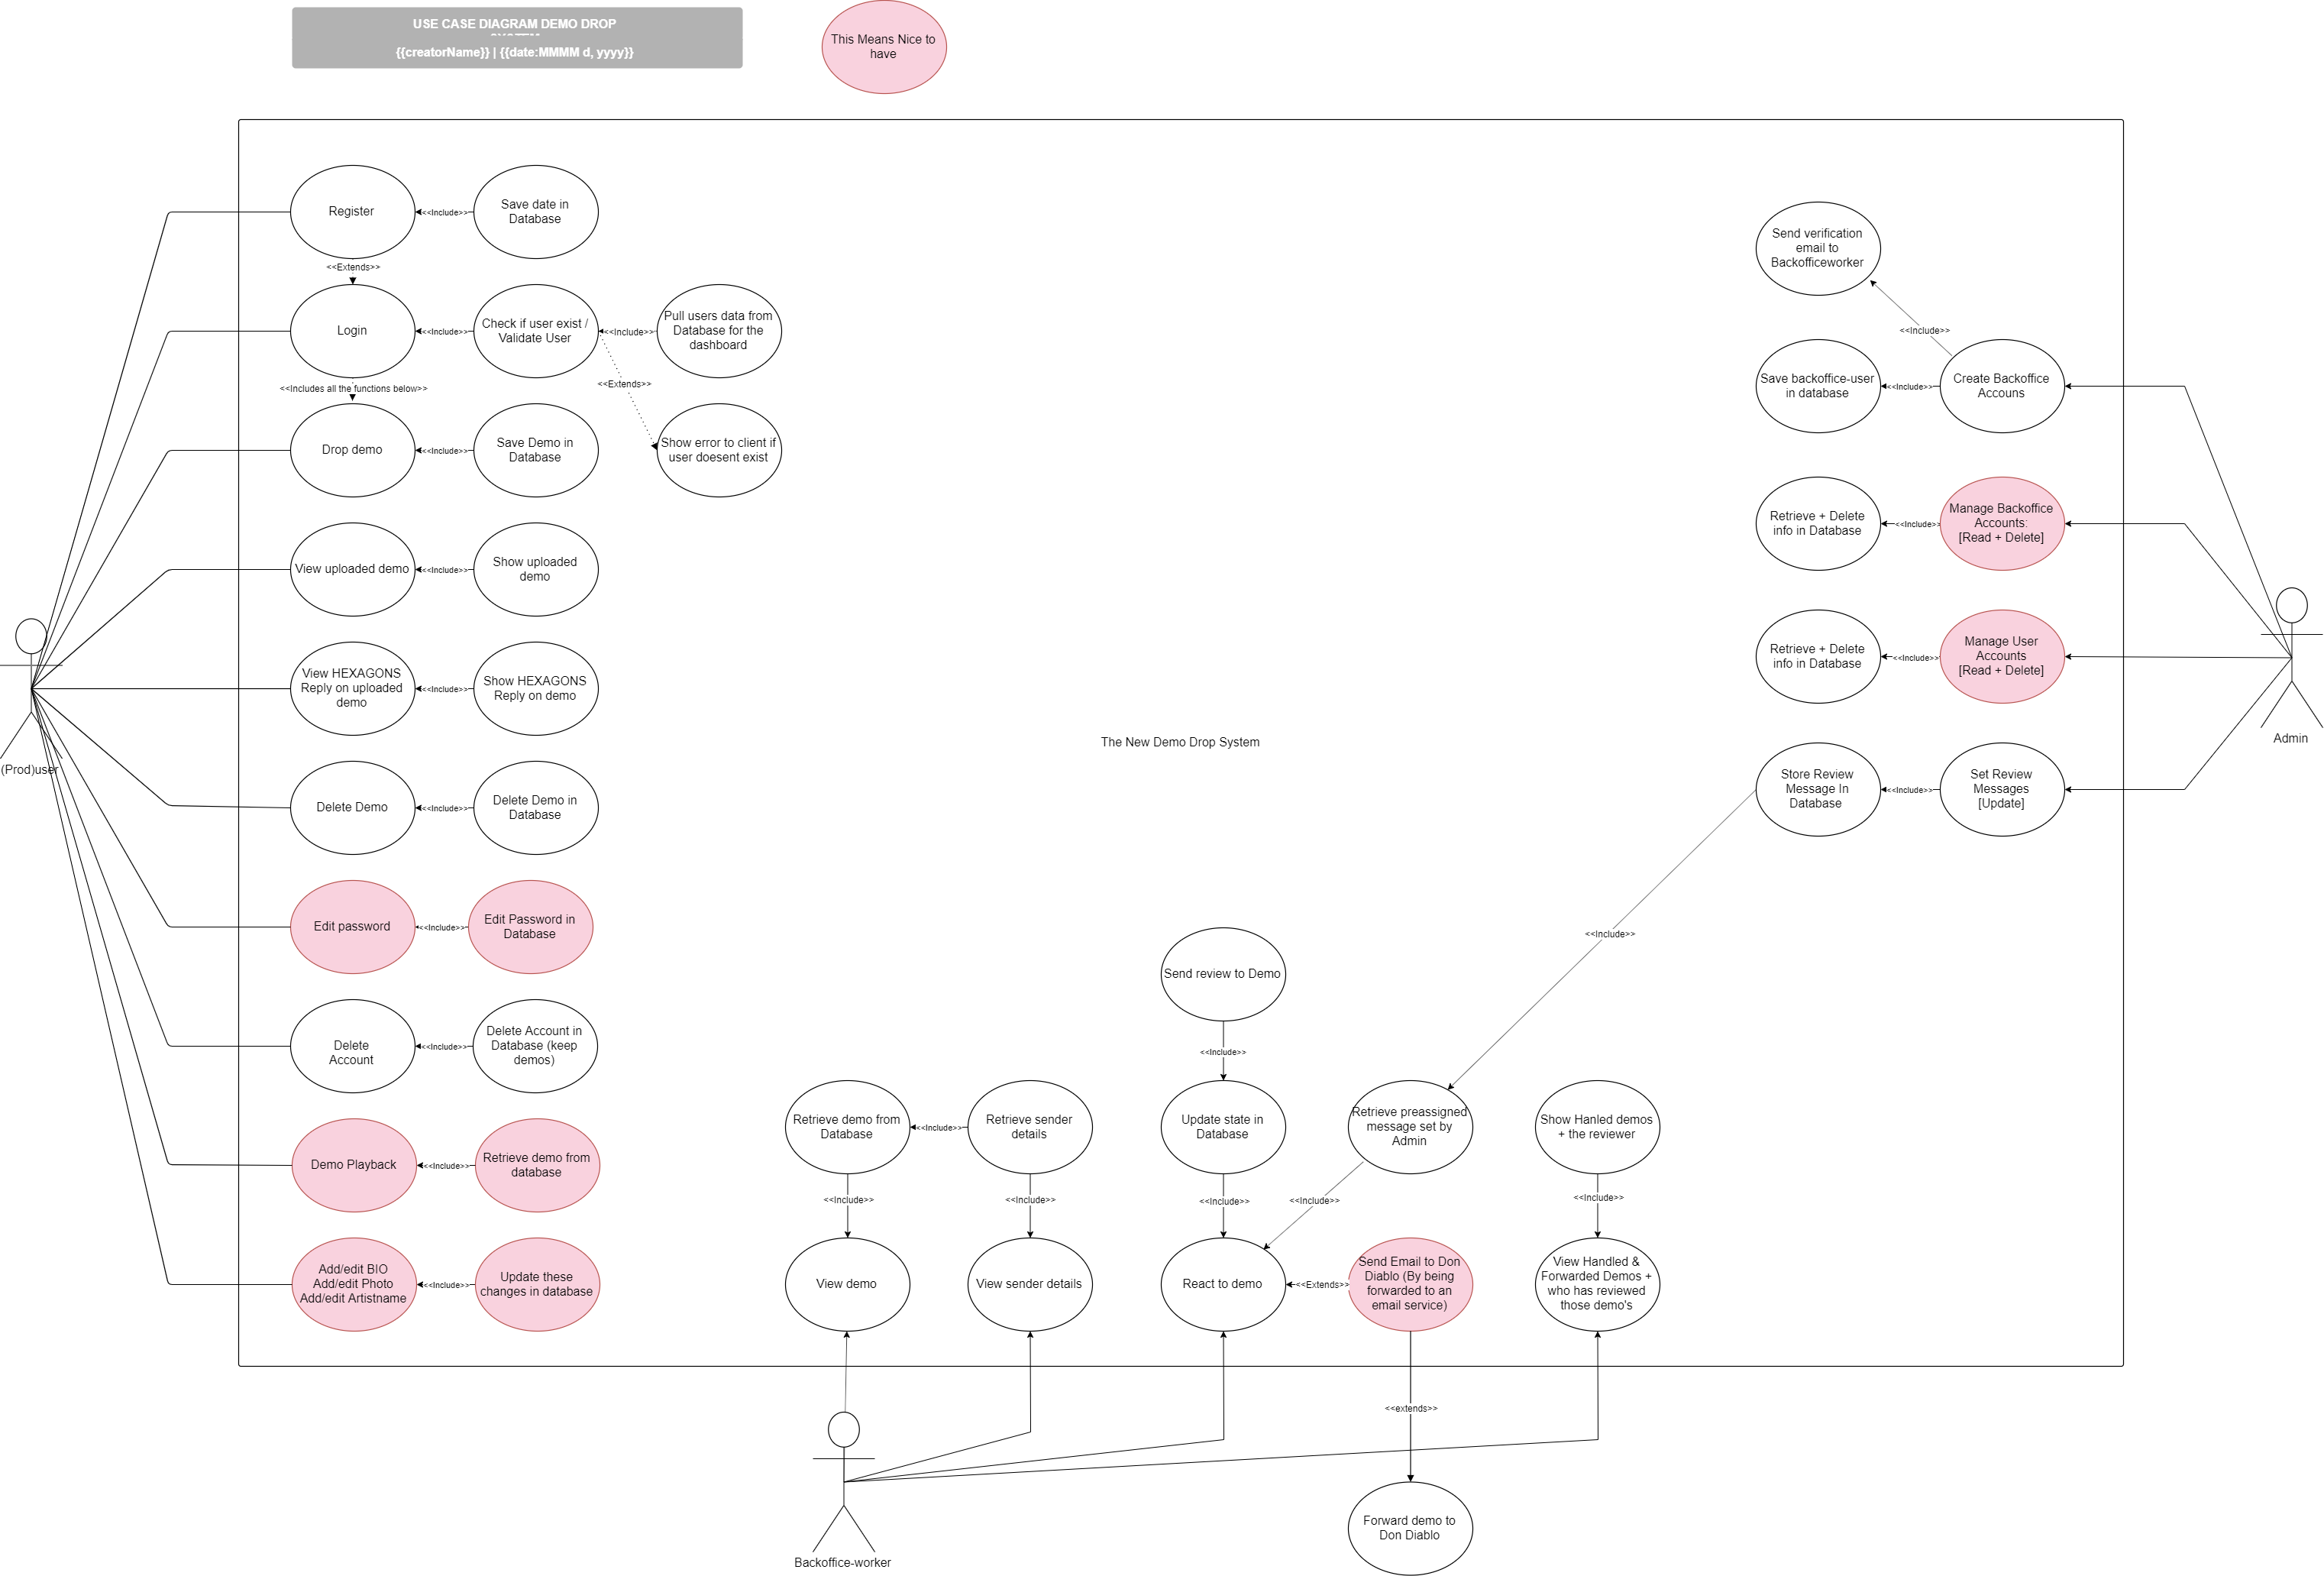 USE CASE DIAGRAM DEMO DROP
SYSTEM
{{creatorName}} | {{date:MMMM d, yyyy}}
This Means Nice to
have
Register
<<Include>>
Save date in
Database
<<Extends>>
Login
<<Include>>
Check if user exist /
Validate User
<<Include>>
Pull users data from
Database for the
dashboard
<<Extends>>
<<Includes all the functions below>>
Drop demo
<<Include>>
Save Demo in
Database
Show error to client if
user doesent exist
View uploaded demo
<<Include>>
Show uploaded
demo
View HEXAGONS
Reply on uploaded
demo
<<Include>>
Show HEXAGONS
Reply on demo
(Prod)user
Delete Demo
<<Include>>
Delete Demo in
Database
Edit password
<<Include>>
Edit Password in
Database
Delete
Account
<<Include>>
Delete Account in
Database (keep
demos)
Demo Playback
<<Include>>
Retrieve demo from
database
Add/edit BIO
Add/edit Photo
Add/edit Artistname
<<Include>>
Update these
changes in database
The New Demo Drop System
Send verification
email to
Backofficeworker
<<Include>>
Save backoffice-user
in database
<<Include>>
Create Backoffice
Accouns
Retrieve + Delete
info in Database
<<Include>>
Manage Backoffice
Accounts:
[Read + Delete]
Retrieve + Delete
info in Database
<<Include>>
Manage User
Accounts
[Read + Delete]
Admin
Store Review
Message In
Database
<<Include>>
Set Review
Messages
[Update]
<<Include>>
Send review to Demo
<<Include>>
Retrieve demo from
Database
<<Include>>
Retrieve sender
details
Update state in
Database
Retrieve preassigned
message set by
Admin
Show Hanled demos
+ the reviewer
<<Include>>
<<Include>>
<<Include>>
<<Include>>
<<Include>>
View demo
View sender details
React to demo
<<Extends>>
Send Email to Don
Diablo (By being
forwarded to an
email service)
View Handled &
Forwarded Demos +
who has reviewed
those demo's
<<extends>>
Forward demo to
Don Diablo
Backoffice-worker